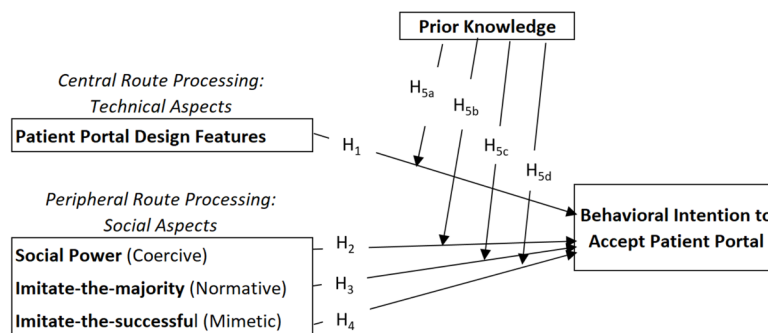 Prior Knowledge
Central Route Processing:
Technical Aspects
Patient Portal Design Features
H5a
H5b
H5c
H5d
H1
Peripheral Route Processing:
Social Aspects
Social Power (Coercive)
Imitate-the-majority (Normative)
Imitate-the-successful (Mimetic)
H2
H3
H4
Behavioral Intention to
Accept Patient Portal